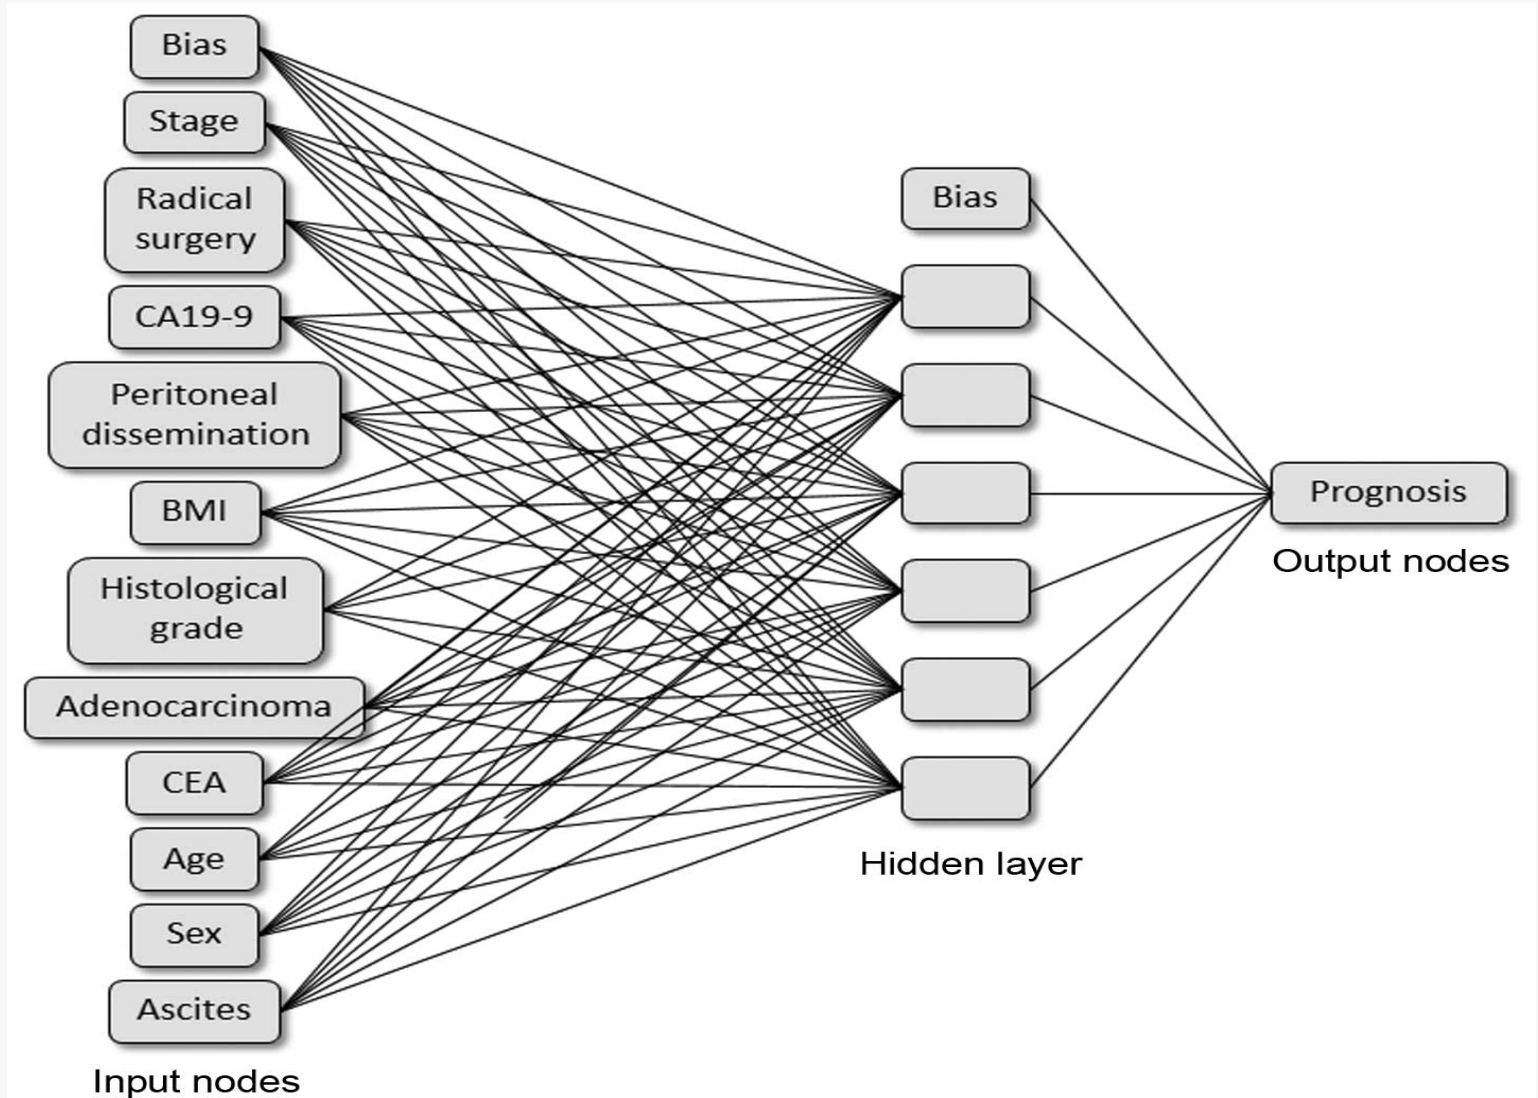 Bias
Stage
Radical
surgery
CA19-9
Peritoneal
dissemination
BMI
Histological
grade
Adenocarcinoma
CEA
Age
Sex
Ascites
Input nodes
Bias
Hidden layer
Prognosis
Output nodes